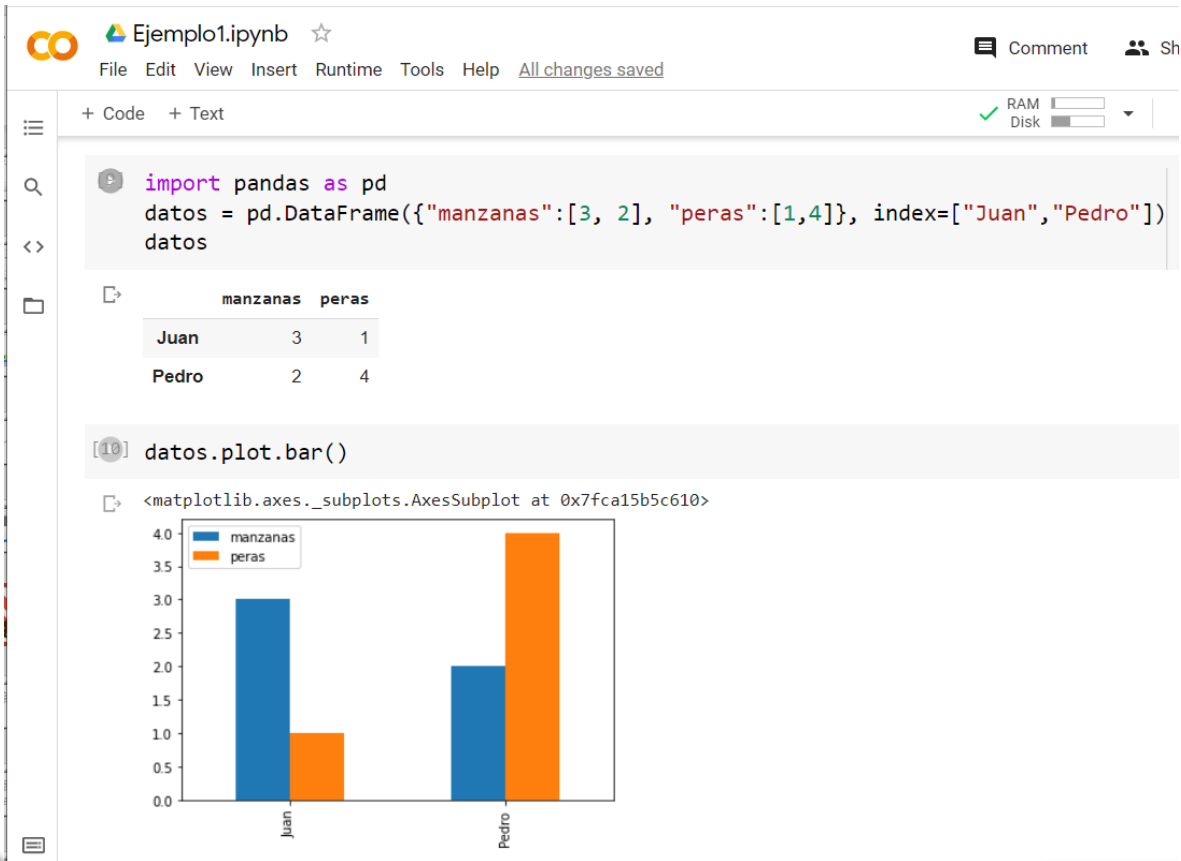 Ejemplo1.ipynb
Comment
Sh
File Edit View Insert Runtime Tools Help All changes saved
+ Code + Text
RAM
Disk
import pandas as pd
datos = pd.DataFrame({"manzanas":[3, 2], "peras":[1,4]}, index=["Juan","Pedro"])
datos
manzanas peras
Juan 3 1
Pedro 2 4
[10] datos.plot.bar()
<matplotlib.axes._subplots.AxesSubplot at 0x7fca15b5c610>
manzanas
peras
4.0
3.5
3.0
2.5
2.0
1.5
1.0
0.5
0.0
Juan
Pedro